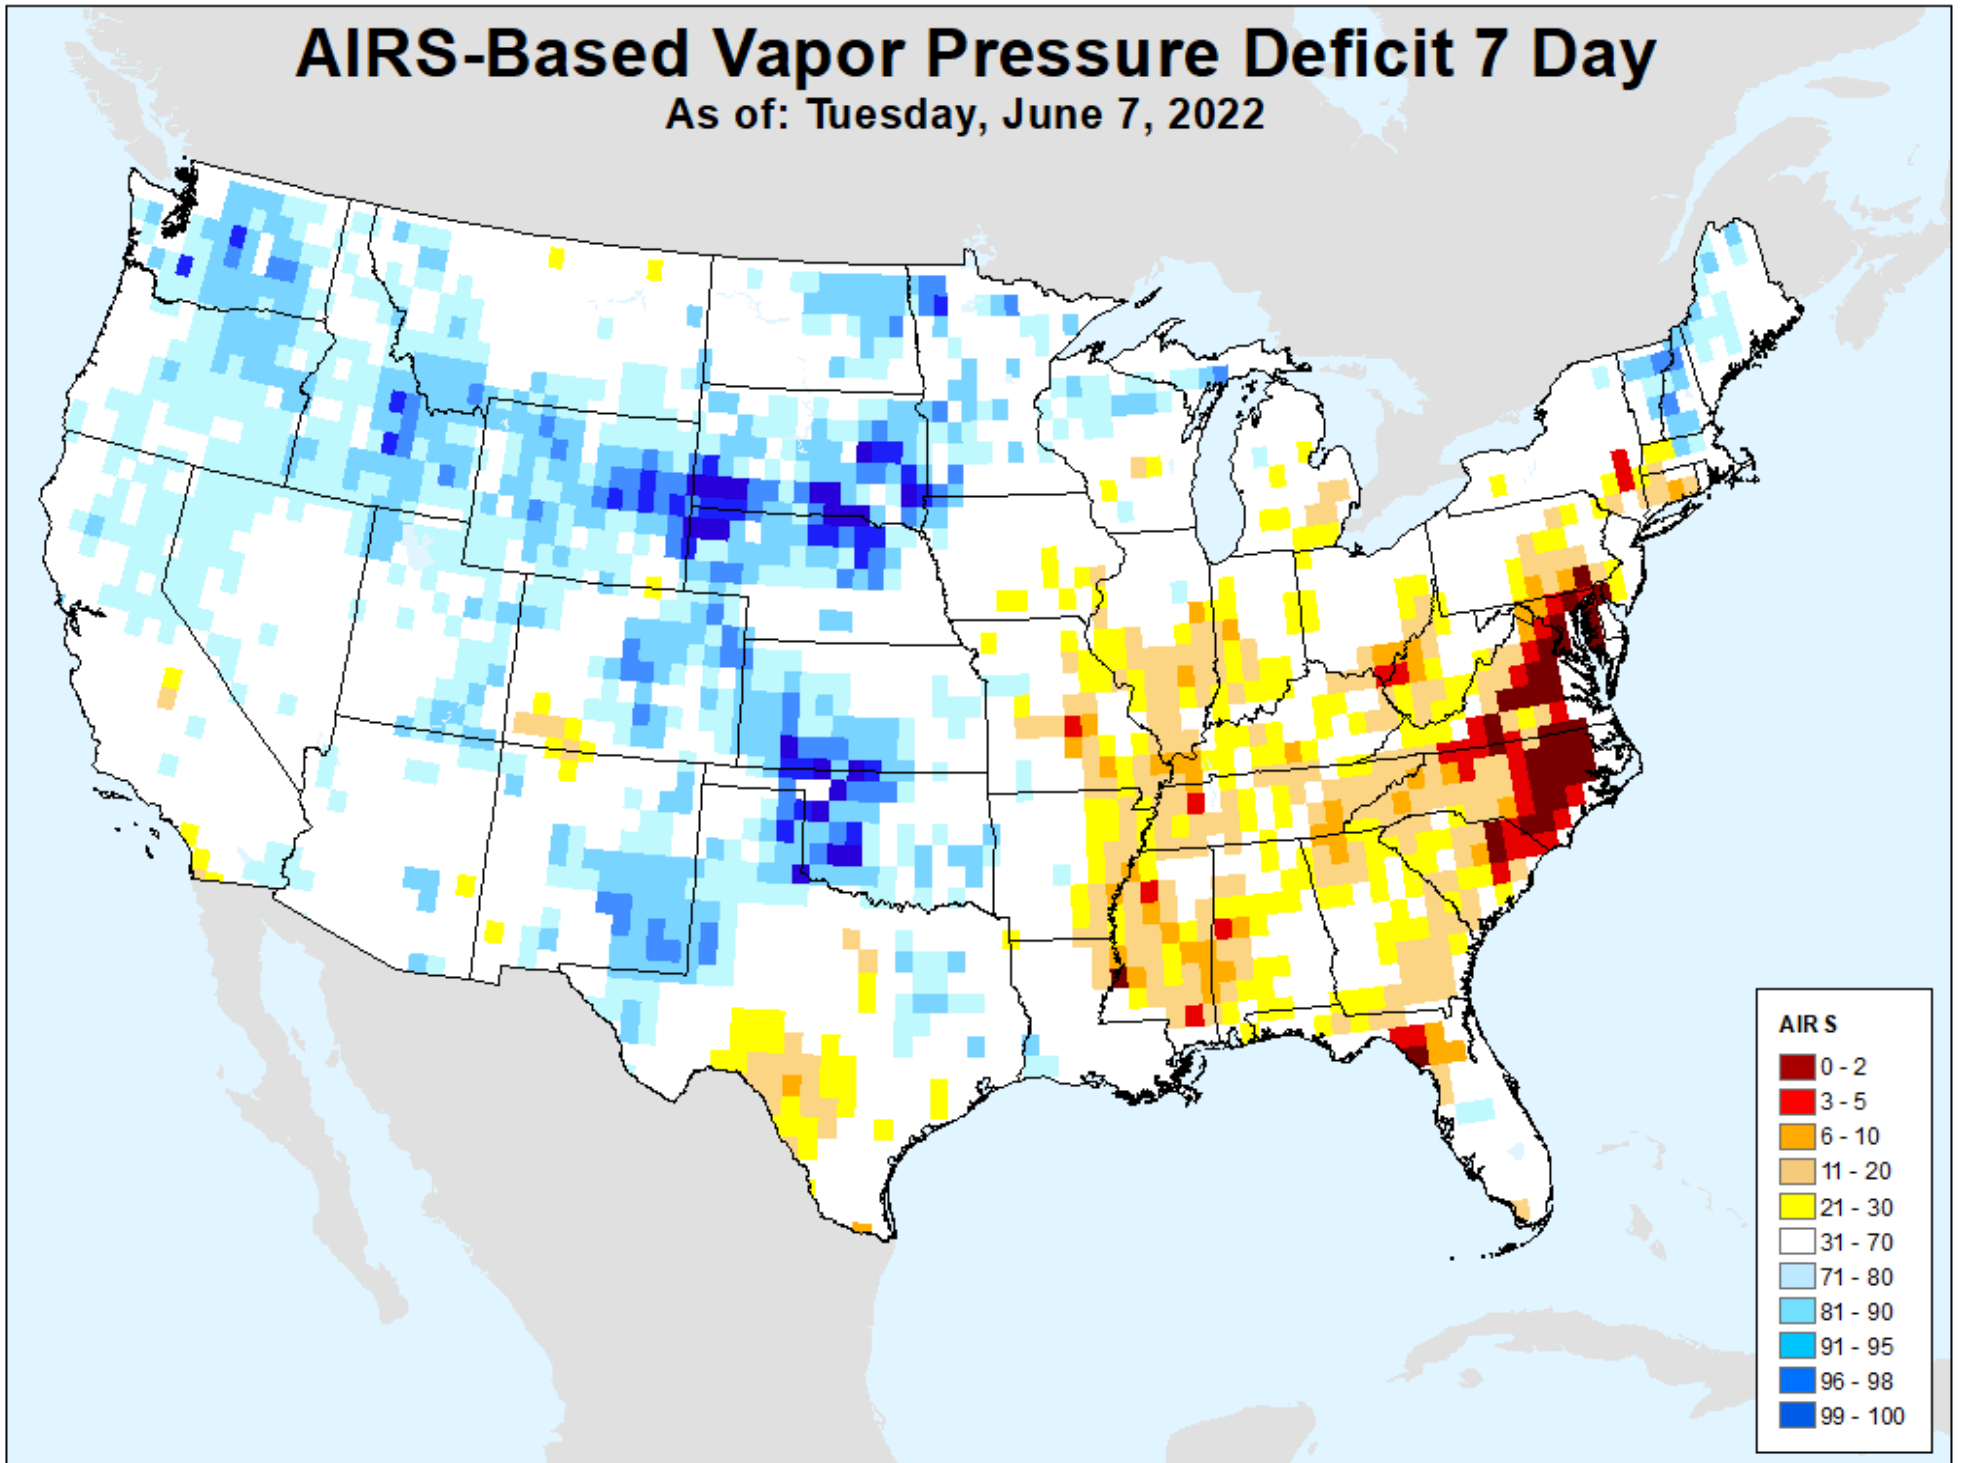 AIRS-Based Vapor Pressure Deficit 7 Day
As of: Tuesday, June 7, 2022
AIRS
0 - 2
3 - 5
6 - 10
11 - 20
21 - 30
31 - 70
71 - 80
81 - 90
91 - 95
96 - 98
99 - 100